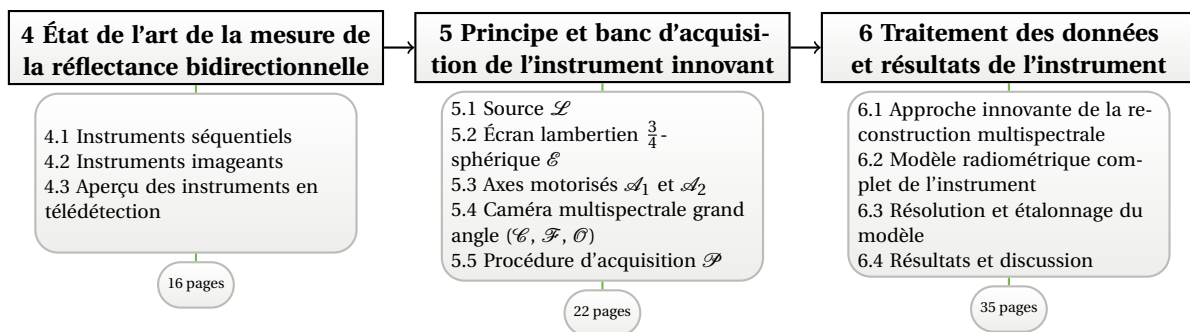 4 État de l'art de la mesure de
la réflectance bidirectionnelle
4.1 Instruments séquentiels
4.2 Instruments imageants
4.3 Aperçu des instruments en
télédétection
16 pages
5 Principe et banc d'acquisi-
tion de l'instrument innovant
5.1 Source ℒ
5.2 Écran lambertien 3/4-
sphérique ℰ
5.3 Axes motorisés 𝒜₁ et 𝒜₂
5.4 Caméra multispectrale grand
angle (𝒞, ℱ, 𝒪)
5.5 Procédure d'acquisition 𝒫
22 pages
6 Traitement des données
et résultats de l'instrument
6.1 Approche innovante de la re-
construction multispectrale
6.2 Modèle radiométrique com-
plet de l'instrument
6.3 Résolution et étalonnage du
modèle
6.4 Résultats et discussion
35 pages